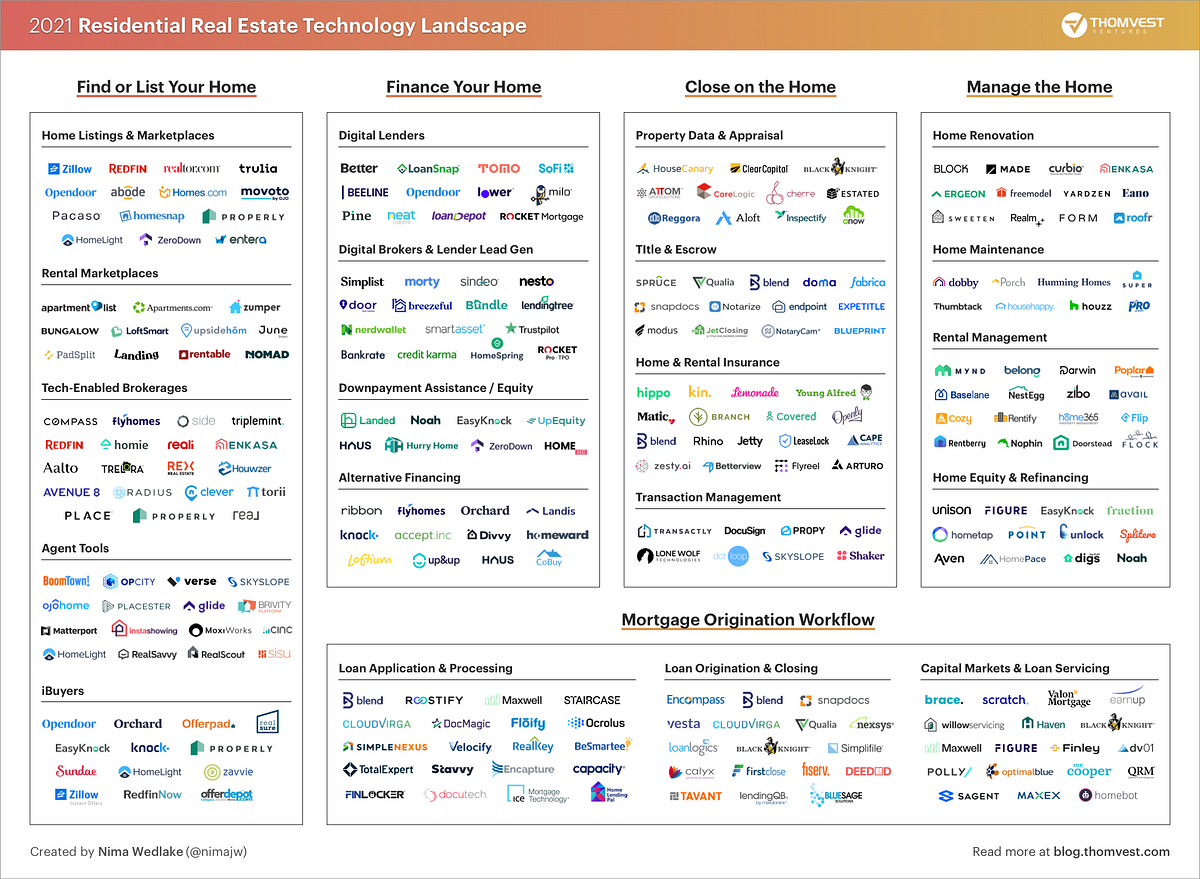 2021 Residential Real Estate Technology Landscape
THOMVEST
VENTURES
Find or List Your Home
Home Listings & Marketplaces
Zillow REDFIN realtor.com trulia
Opendoor abode Homes.com movoto by OJO
Pacaso homesnap PROPERLY
HomeLight ZeroDown entera
Rental Marketplaces
apartment list Apartments.com zumper
BUNGALOW LoftSmart upsidehōm June
PadSplit Landing rentable NOMAD
Tech-Enabled Brokerages
COMPASS flyhomes side triplemint.
REDFIN homie reali ENKASA
Aalto TRELORA REX REAL ESTATE Houwzer
AVENUE 8 RADIUS clever torii
PLACE PROPERLY real
Agent Tools
BoomTown! OPCITY verse SKYSLOPE
ojohome PLACESTER glide BRIVITY PLATFORM
Matterport instashowing MoxiWorks CINC
HomeLight RealSavvy RealScout SISU
iBuyers
Opendoor Orchard Offerpad. real sure
EasyKnock knock PROPERLY
Sundae HomeLight zavvie
Zillow Instant Offers RedfinNow offerdepot
Finance Your Home
Digital Lenders
Better LoanSnap TOMO SoFi
BEELINE Opendoor lower milo
Pine neat loanDepot ROCKET Mortgage
Digital Brokers & Lender Lead Gen
Simplist morty sindeo nesto
door breezeful Bundle lendingtree
nerdwallet smartasset Trustpilot
Bankrate credit karma HomeSpring ROCKET Pro TPO
Downpayment Assistance / Equity
Landed Noah EasyKnock UpEquity
HAUS Hurry Home ZeroDown HOME
Alternative Financing
ribbon flyhomes Orchard Landis
knock accept.inc Divvy homeward
Loftium up&up HAUS CoBuy
Close on the Home
Property Data & Appraisal
HouseCanary ClearCapital BLACK KNIGHT
ATTOM CoreLogic cherre ESTATED
Reggora Aloft Inspectify anow
TItle & Escrow
SPRUCE Qualia blend doma fabrica
snapdocs Notarize endpoint EXPETITLE
modus JetClosing NotaryCam BLUEPRINT
Home & Rental Insurance
hippo kin. Lemonade Young Alfred
Matic BRANCH Covered Openly
blend Rhino Jetty LeaseLock CAPE ANALYTICS
zesty.ai Betterview Flyreel ARTURO
Transaction Management
TRANSACTLY DocuSign PROPY glide
LONE WOLF TECHNOLOGIES dotloop SKYSLOPE Shaker
Manage the Home
Home Renovation
BLOCK MADE curbio ENKASA
ERGEON freemodel YARDZEN Eano
SWEETEN Realm FORM roofr
Home Maintenance
dobby Porch Humming Homes SUPER
Thumbtack househappy. houzz PRO
Rental Management
MYND belong Darwin Poplar
Baselane NestEgg zibo avail
COZY Rentify home365 Flip
Rentberry Nophin Doorstead FLOCK
Home Equity & Refinancing
unison FIGURE EasyKnock fraction
hometap POINT unlock Splitero
Aven HomePace digs Noah
Mortgage Origination Workflow
Loan Application & Processing
blend ROOSTIFY Maxwell STAIRCASE
CLOUDVIRGA DocMagic Flōify Ocrolus
SIMPLENEXUS Velocify RealKey BeSmartee
TotalExpert Stavvy Encapture capacity
FINLOCKER docutech. ICE Mortgage Technology Home Lending Pal
Loan Origination & Closing
Encompass blend snapdocs
vesta CLOUDVIRGA Qualia nexsys
loanlogics BLACK KNIGHT Simplifile
calyx firstclose fiserv. DEEDED
TAVANT lendingQB BLUESAGE SOLUTIONS
Capital Markets & Loan Servicing
brace. scratch. Valon Mortgage earnup
willowservicing Haven BLACK KNIGHT
Maxwell FIGURE Finley dv01
POLLY optimalblue mr. cooper QRM
SAGENT MAXEX homebot
Created by Nima Wedlake (@nimajw)
Read more at blog.thomvest.com